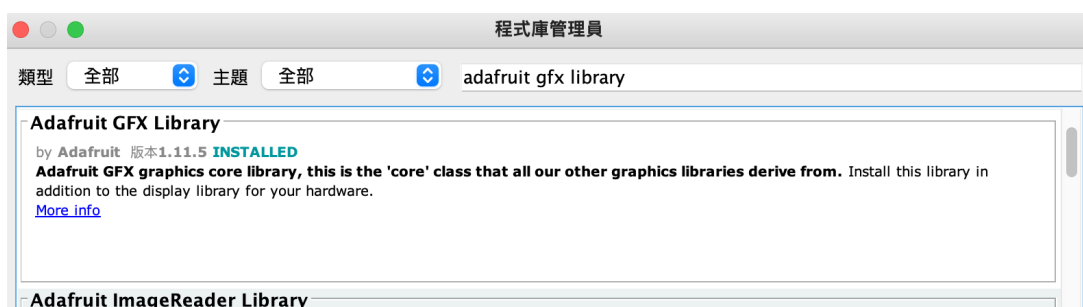 程式庫管理員
類型 全部 主題 全部 adafruit gfx library
Adafruit GFX Library
by Adafruit 版本1.11.5 INSTALLED
Adafruit GFX graphics core library, this is the 'core' class that all our other graphics libraries derive from. Install this library in
addition to the display library for your hardware.
More info
Adafruit ImageReader Library